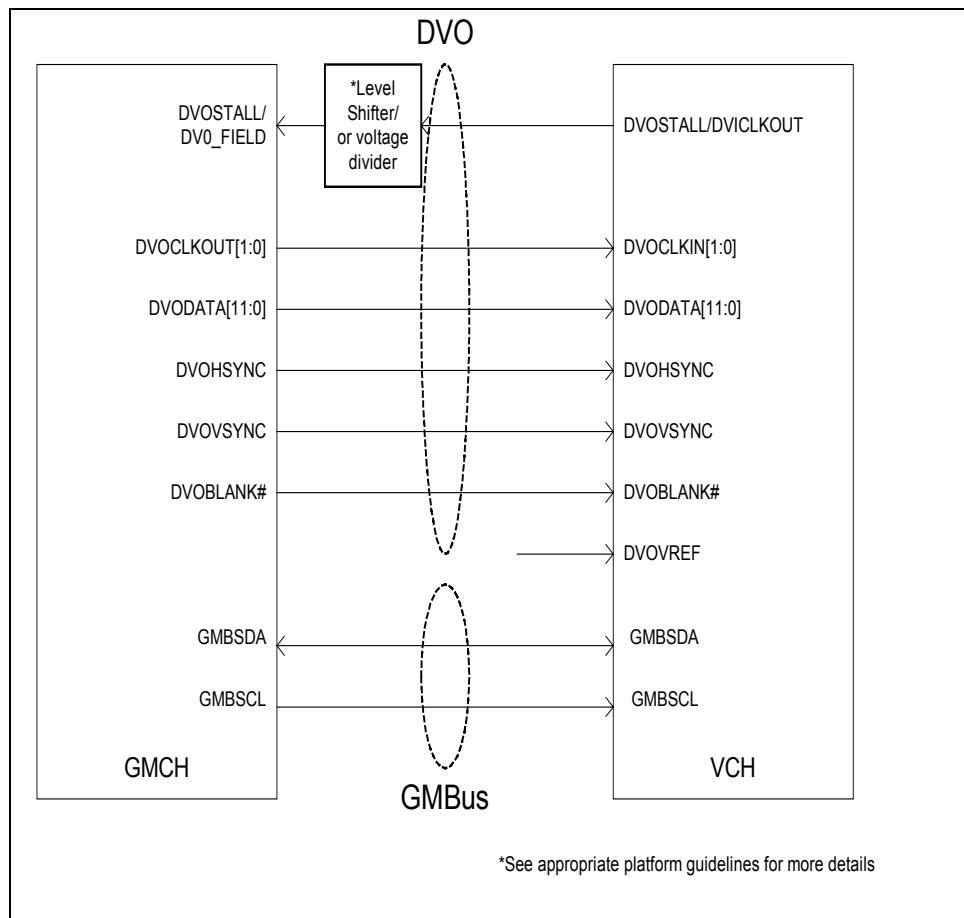 DVO
*Level
Shifter/
or voltage
divider
DVOSTALL/
DV0_FIELD
DVOSTALL/DVICLKOUT
DVOCLKOUT[1:0]
DVOCLKIN[1:0]
DVODATA[11:0]
DVODATA[11:0]
DVOHSYNC
DVOHSYNC
DVOVSYNC
DVOVSYNC
DVOBLANK#
DVOBLANK#
DVOVREF
GMBSDA
GMBSDA
GMBSCL
GMBSCL
GMCH
VCH
GMBus
*See appropriate platform guidelines for more details